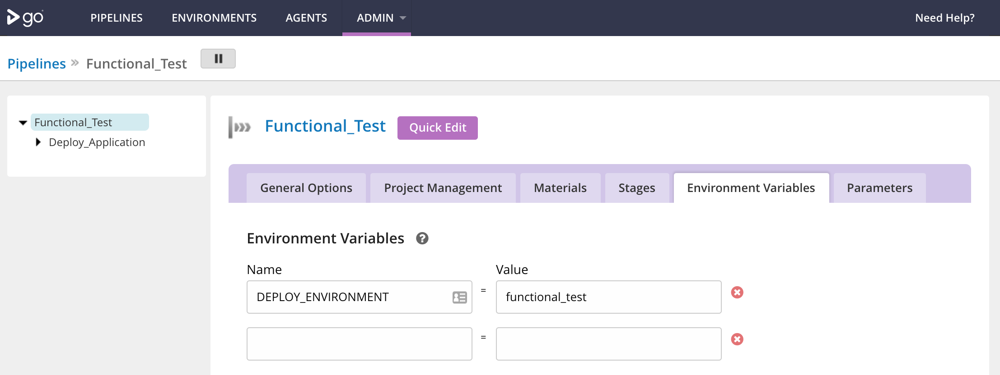 go PIPELINES ENVIRONMENTS AGENTS ADMIN Need Help?
Pipelines » Functional_Test
Functional_Test
Deploy_Application
Functional_Test Quick Edit
General Options Project Management Materials Stages Environment Variables Parameters
Environment Variables ?
Name Value
DEPLOY_ENVIRONMENT = functional_test
=